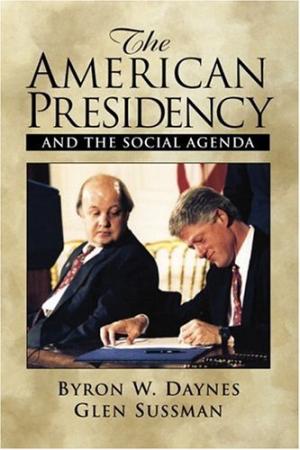 The
AMERICAN
PRESIDENCY
AND THE SOCIAL AGENDA
BYRON W. DAYNES
GLEN SUSSMAN